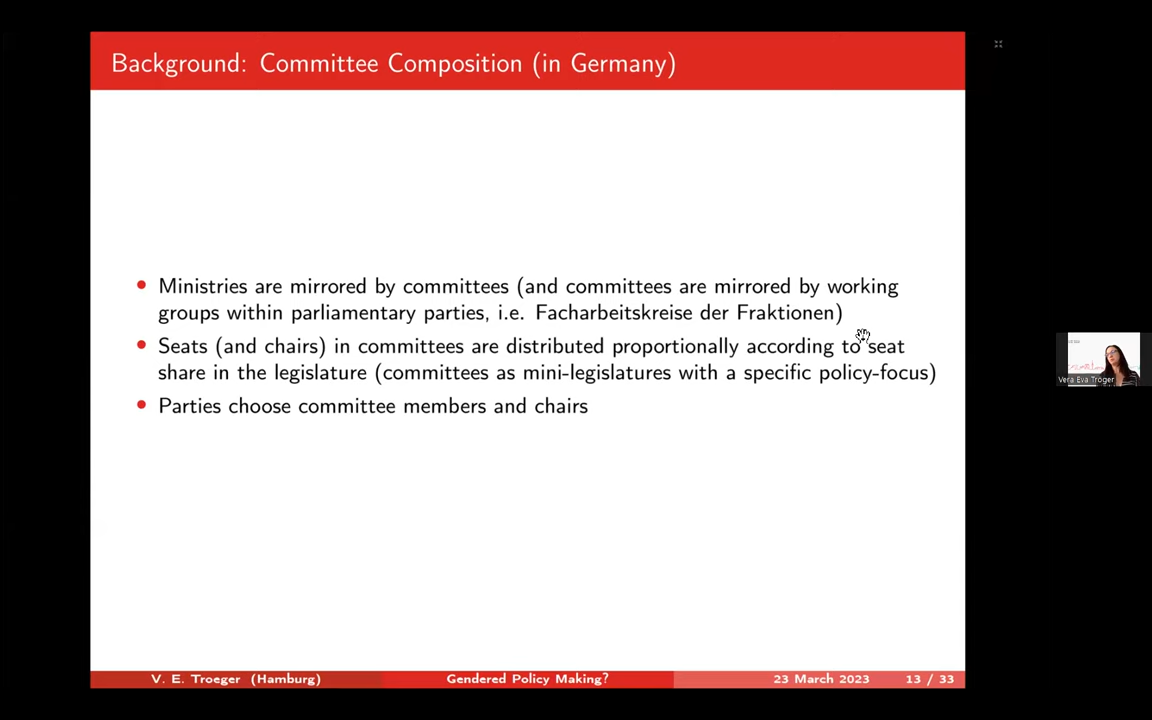 Background: Committee Composition (in Germany)
Ministries are mirrored by committees (and committees are mirrored by working
groups within parliamentary parties, i.e. Facharbeitskreise der Fraktionen)
Seats (and chairs) in committees are distributed proportionally according to seat
share in the legislature (committees as mini-legislatures with a specific policy-focus)
Parties choose committee members and chairs
Vera Eva Tröger
V. E. Troeger (Hamburg) Gendered Policy Making? 23 March 2023 13 / 33